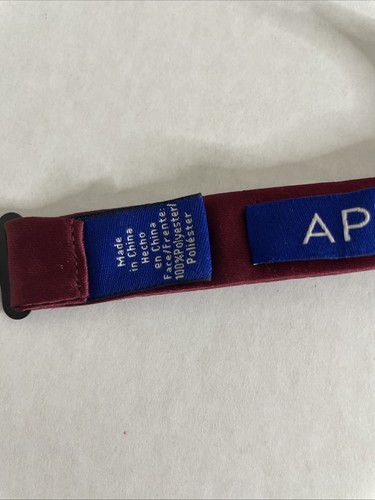 Made
in China
Hecho
en China
Face/Frente:
100%Polyester/
Poliéster
AP